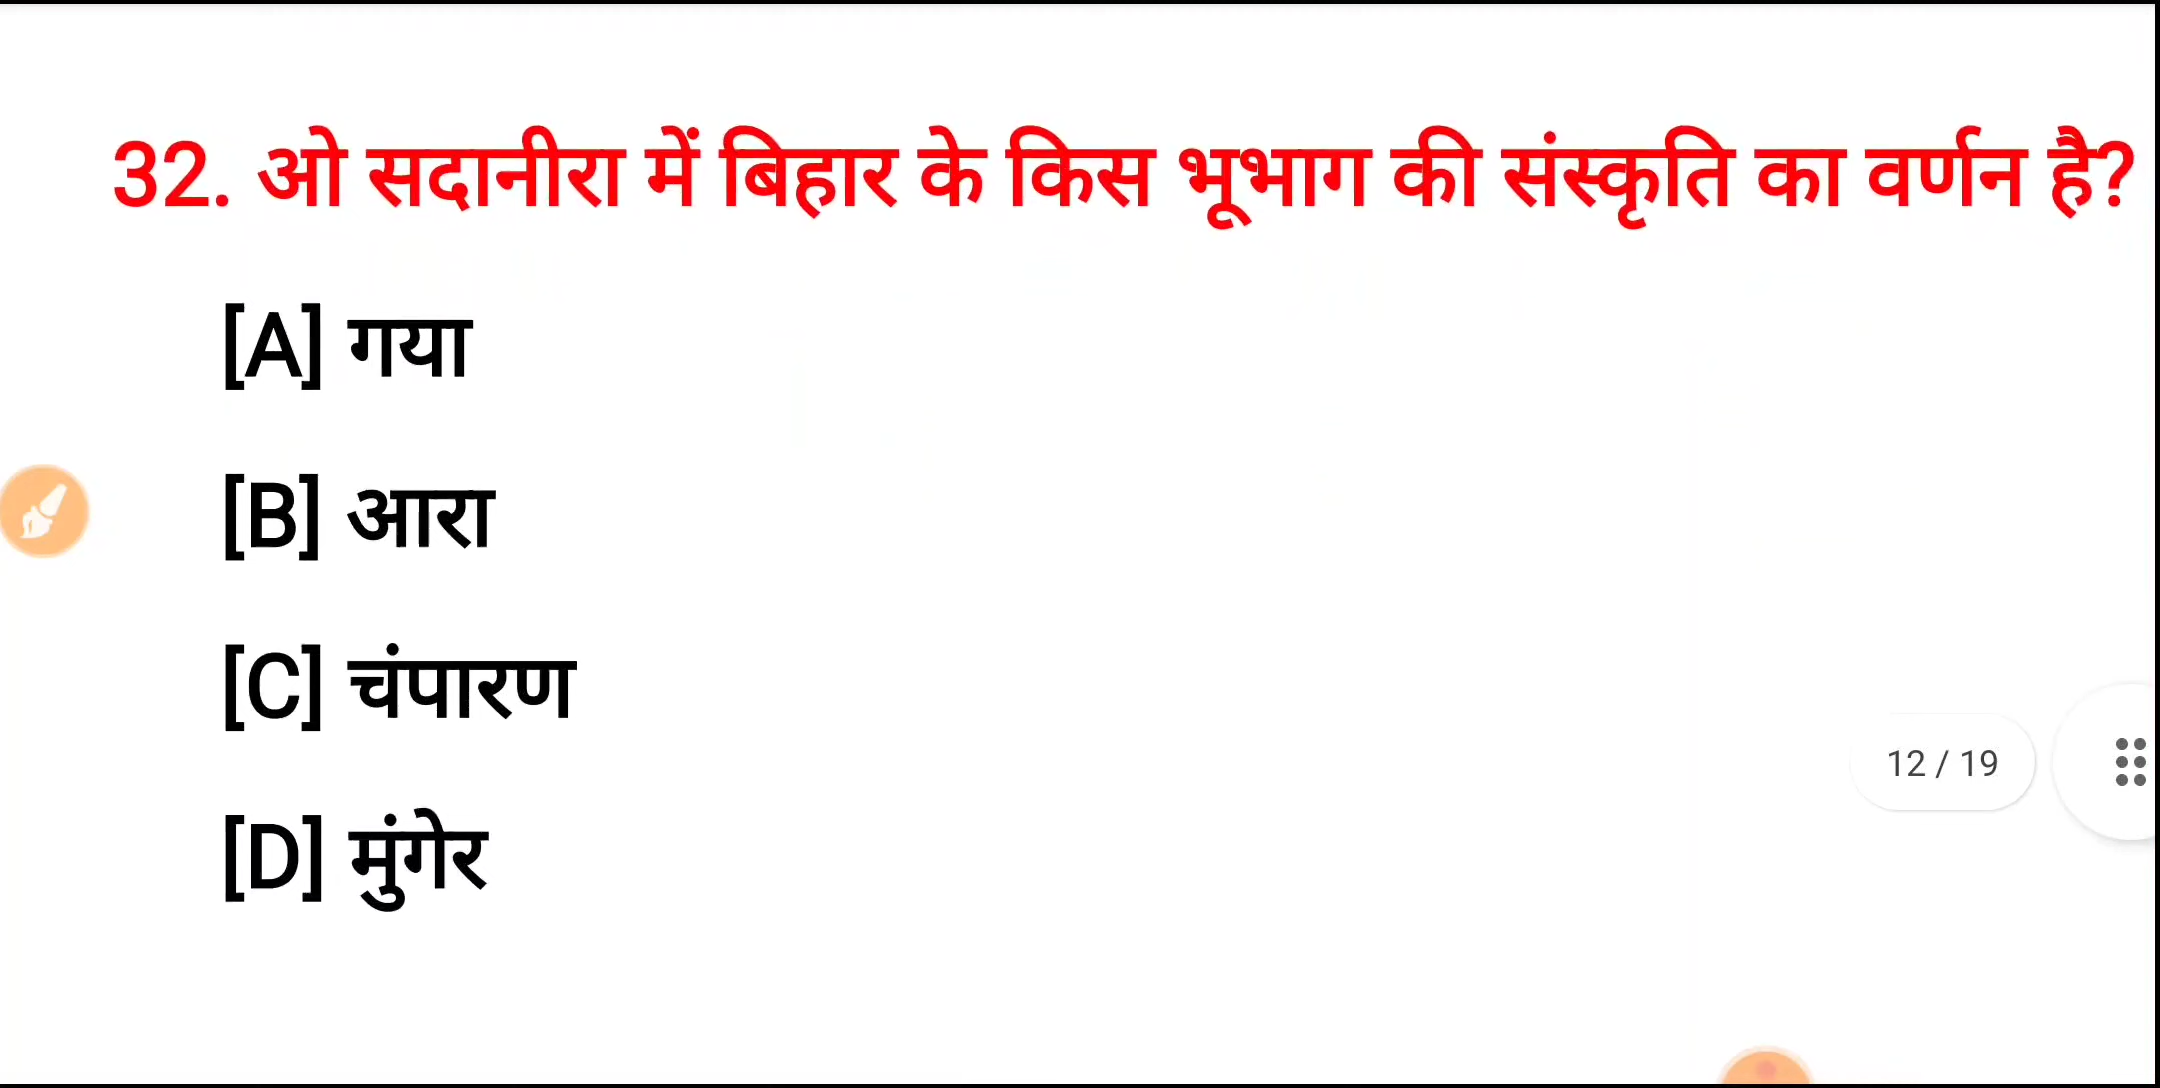 32. ओ सदानीरा में बिहार के किस भूभाग की संस्कृति का वर्णन है?
[A] गया
[B] आरा
[C] चंपारण
[D] मुंगेर
12 / 19